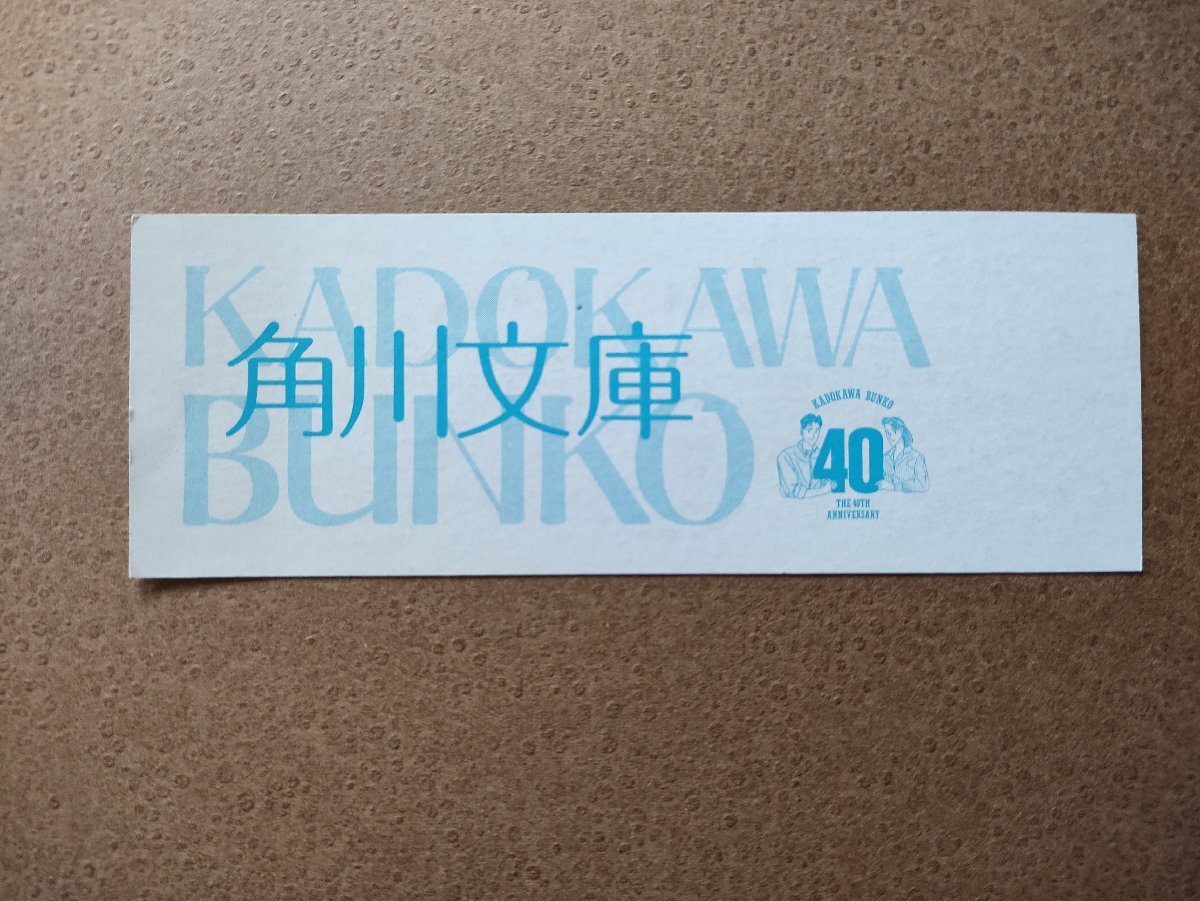 KADOKAWA
角川文庫
BUNKO
KADOKAWA BUNKO
40
THE 40TH
ANNIVERSARY